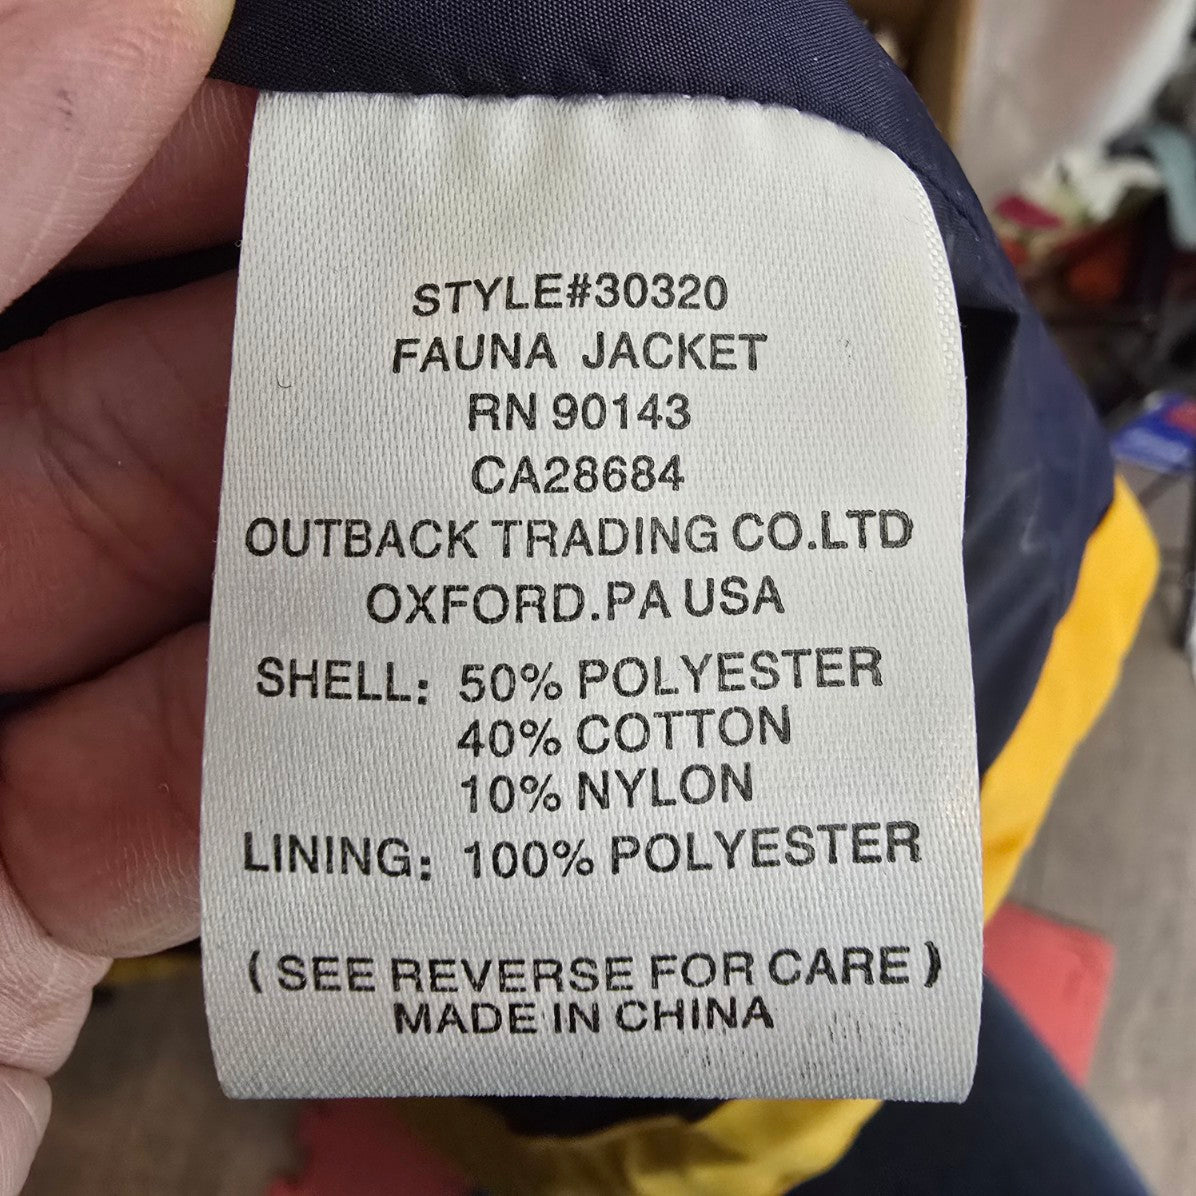 STYLE#30320
FAUNA JACKET
RN 90143
CA28684
OUTBACK TRADING CO.LTD
OXFORD.PA USA
SHELL: 50% POLYESTER
40% COTTON
10% NYLON
LINING: 100% POLYESTER
(SEE REVERSE FOR CARE)
MADE IN CHINA